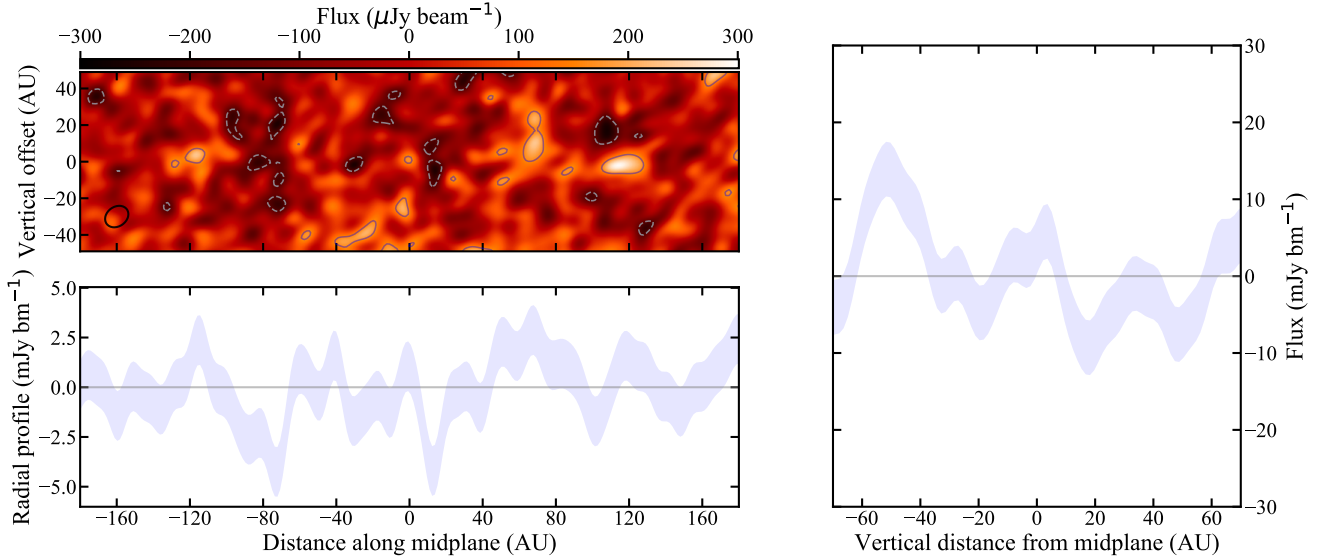 Flux (μJy beam⁻¹)
−300 −200 −100 0 100 200 300
Vertical offset (AU)
40
20
0
−20
−40
Radial profile (mJy bm⁻¹)
5.0
2.5
0.0
−2.5
−5.0
−160 −120 −80 −40 0 40 80 120 160
Distance along midplane (AU)
30
20
10
0
−10
−20
−30
Flux (mJy bm⁻¹)
−60 −40 −20 0 20 40 60
Vertical distance from midplane (AU)